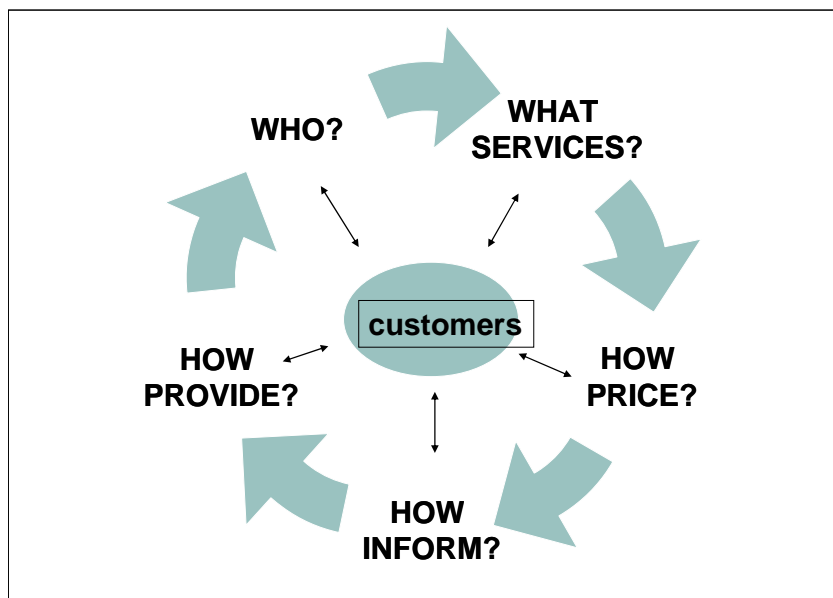 WHO?
WHAT
SERVICES?
customers
HOW
PROVIDE?
HOW
PRICE?
HOW
INFORM?